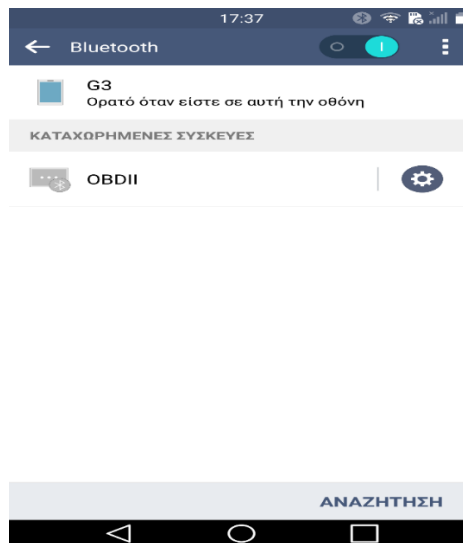 17:37
Bluetooth
G3
Ορατό όταν είστε σε αυτή την οθόνη
ΚΑΤΑΧΩΡΗΜΕΝΕΣ ΣΥΣΚΕΥΕΣ
OBDII
ΑΝΑΖΗΤΗΣΗ